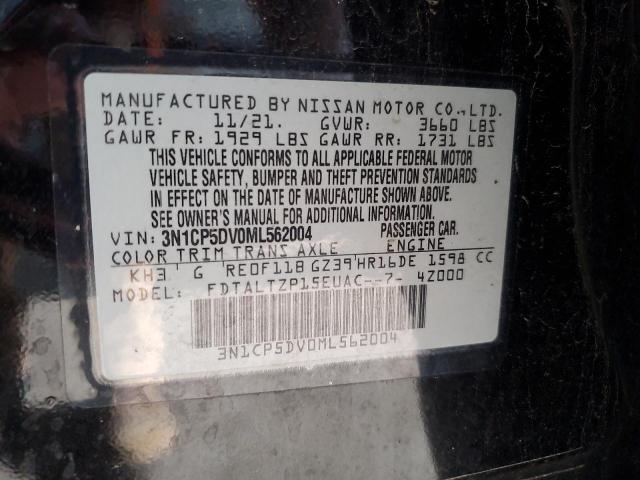 MANUFACTURED BY NISSAN MOTOR CO.,LTD.
DATE: 11/21. GVWR: 3660 LBS
GAWR FR: 1929 LBS GAWR RR: 1731 LBS
THIS VEHICLE CONFORMS TO ALL APPLICABLE FEDERAL MOTOR
VEHICLE SAFETY, BUMPER AND THEFT PREVENTION STANDARDS
IN EFFECT ON THE DATE OF MANUFACTURE SHOWN ABOVE.
SEE OWNER'S MANUAL FOR ADDITIONAL INFORMATION.
VIN: 3N1CP5DV0ML562004 PASSENGER CAR.
COLOR TRIM TRANS AXLE ENGINE
KH3 G RE0F11B GZ39 HR16DE 1598 CC
MODEL: FDTALTZP15EUAC--7- 4Z000
3N1CP5DV0ML562004